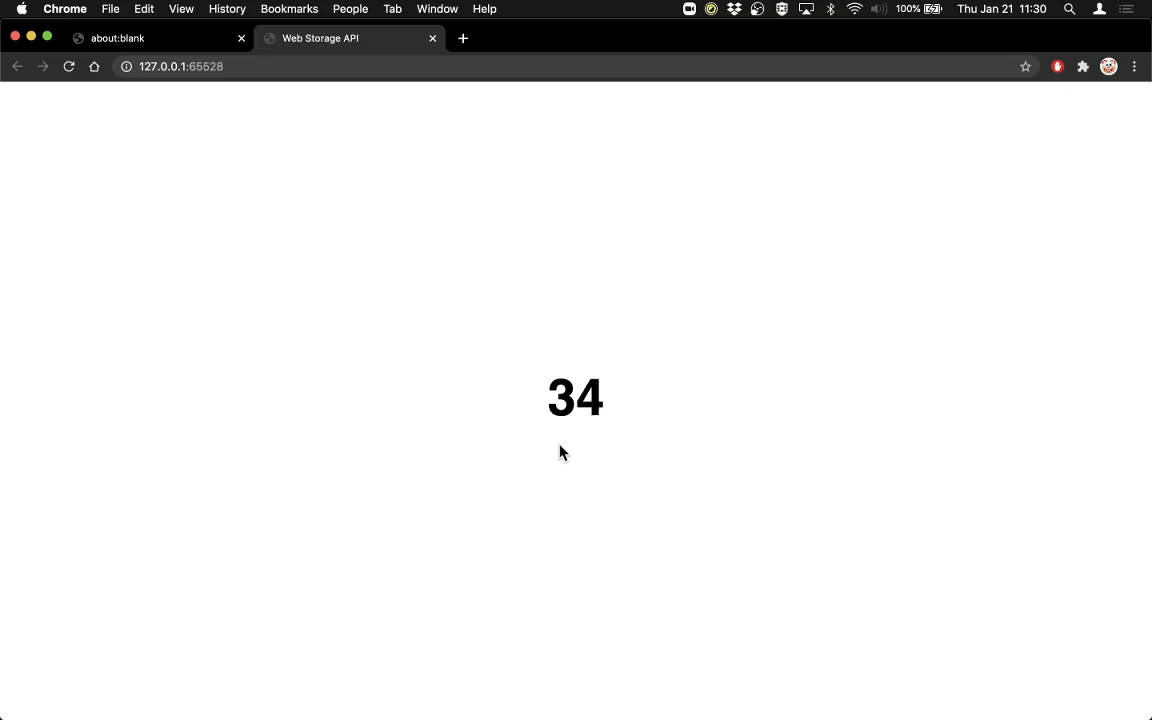 Chrome File Edit View History Bookmarks People Tab Window Help 100% Thu Jan 21 11:30
about:blank Web Storage API
127.0.0.1:65528
34